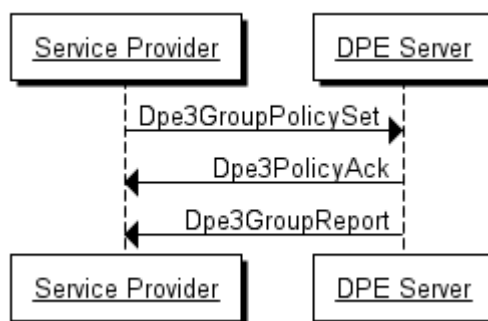 Service Provider
DPE Server
Dpe3GroupPolicySet
Dpe3PolicyAck
Dpe3GroupReport
Service Provider
DPE Server